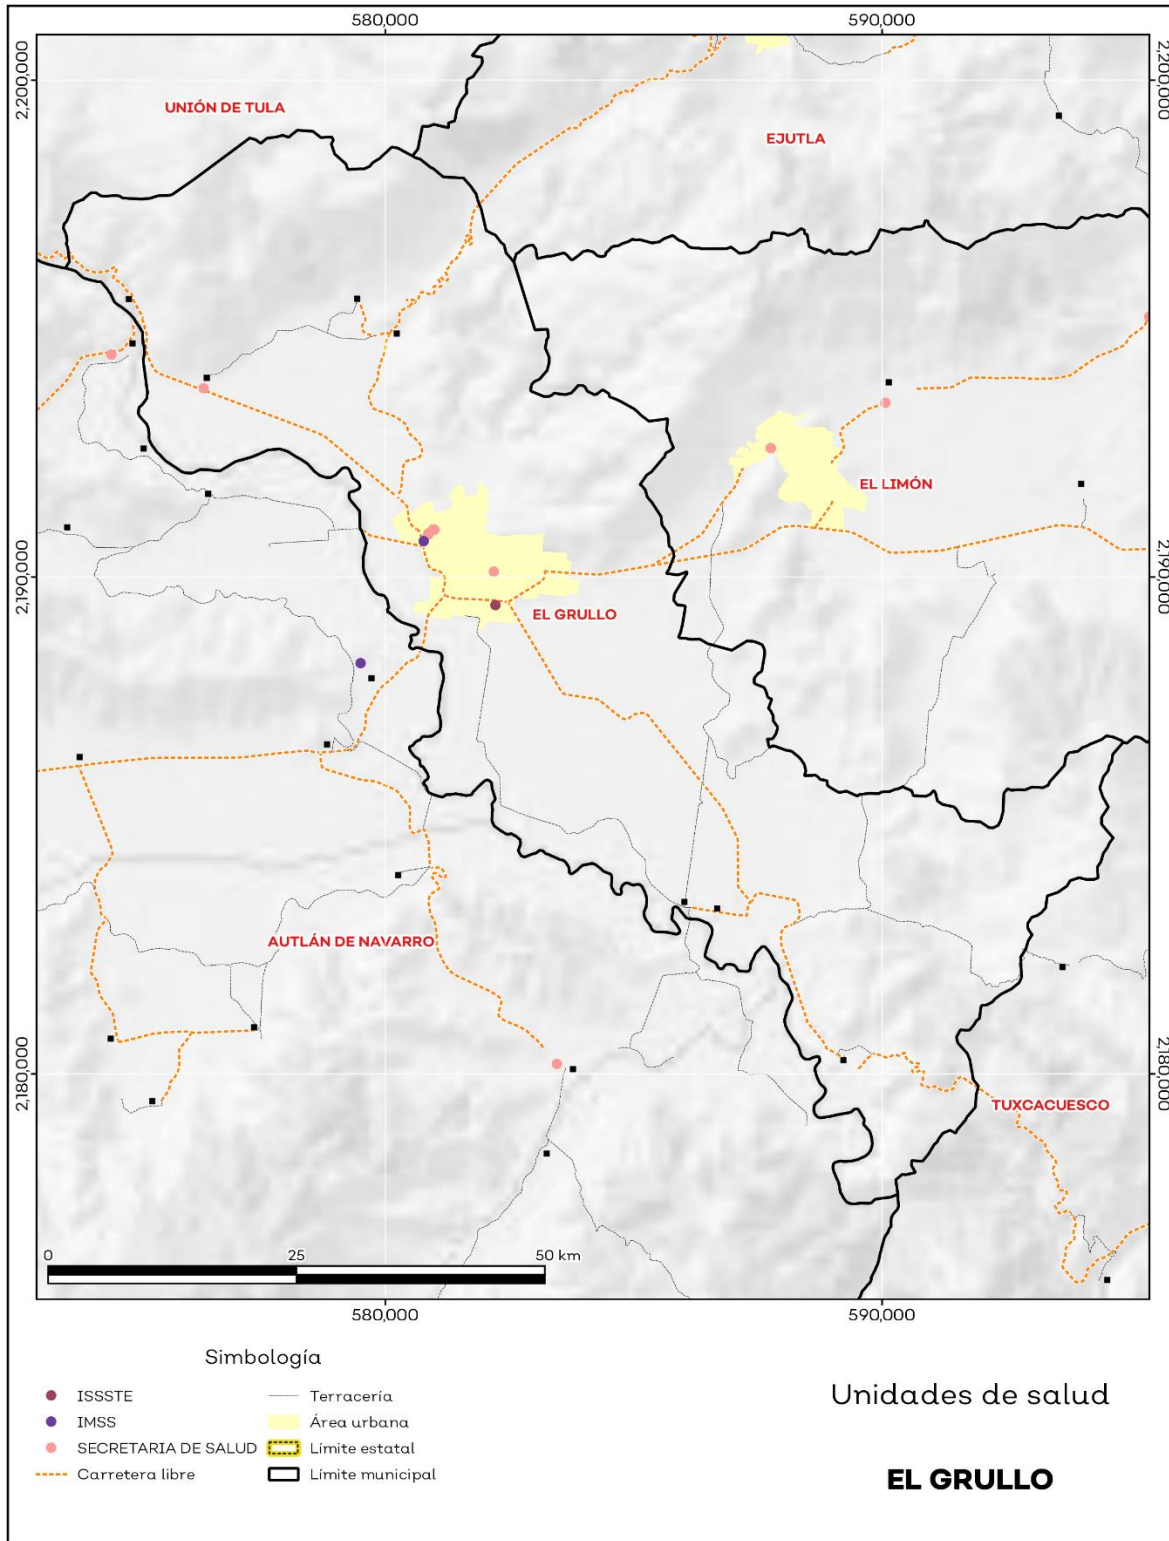 580,000
590,000
2,200,000
2,200,000
UNIÓN DE TULA
EJUTLA
EL LIMÓN
2,190,000
2,190,000
EL GRULLO
AUTLÁN DE NAVARRO
2,180,000
2,180,000
TUXCACUESCO
0
25
50 km
580,000
590,000
Simbología
ISSSTE
IMSS
SECRETARIA DE SALUD
Carretera libre
Terracería
Área urbana
Límite estatal
Límite municipal
Unidades de salud
EL GRULLO